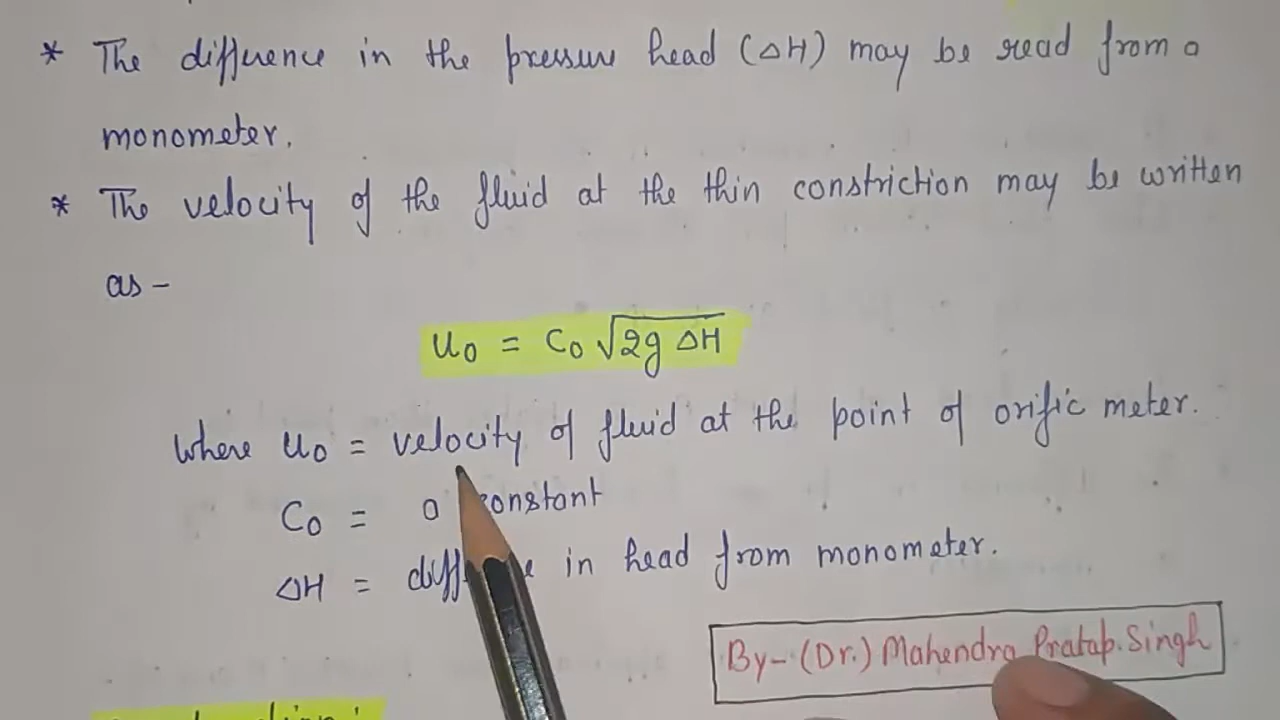 * The difference in the pressure head (ΔH) may be read from a
monometer.
* The velocity of the fluid at the thin constriction may be written
as -
u₀ = C₀ √2g ΔH
where u₀ = velocity of fluid at the point of orific meter.
C₀ = a constant
ΔH = in head from monometer.
By- (Dr.) Mahendra Pratap. Singh